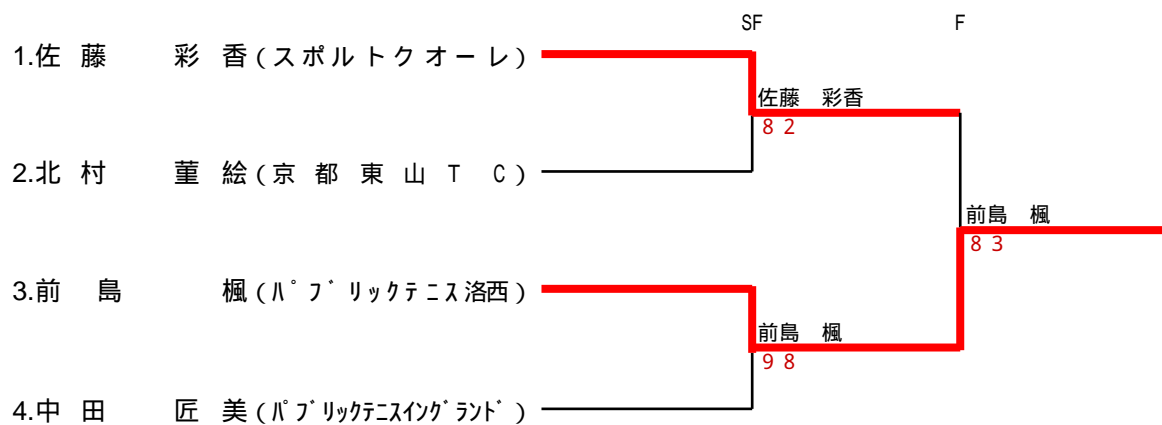 SF F
1.佐 藤 彩 香(スポルトクオーレ)
佐藤 彩香
8 2
2.北 村 菫 絵(京 都 東 山 T C)
前島 楓
8 3
3.前 島 楓(パブリックテニス洛西)
前島 楓
9 8
4.中 田 匠 美(パブリックテニスイングランド)